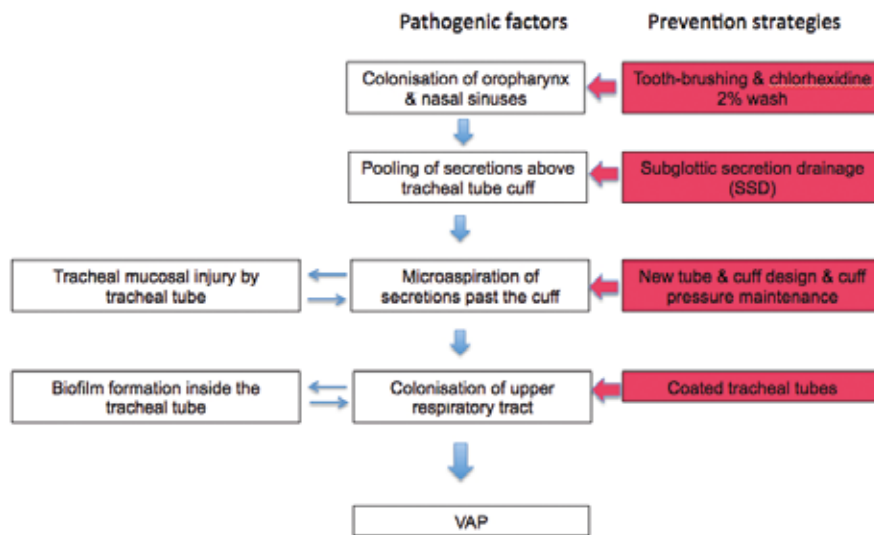 Pathogenic factors
Prevention strategies
Colonisation of oropharynx
& nasal sinuses
Tooth-brushing & chlorhexidine
2% wash
Pooling of secretions above
tracheal tube cuff
Subglottic secretion drainage
(SSD)
Tracheal mucosal injury by
tracheal tube
Microaspiration of
secretions past the cuff
New tube & cuff design & cuff
pressure maintenance
Biofilm formation inside the
tracheal tube
Colonisation of upper
respiratory tract
Coated tracheal tubes
VAP